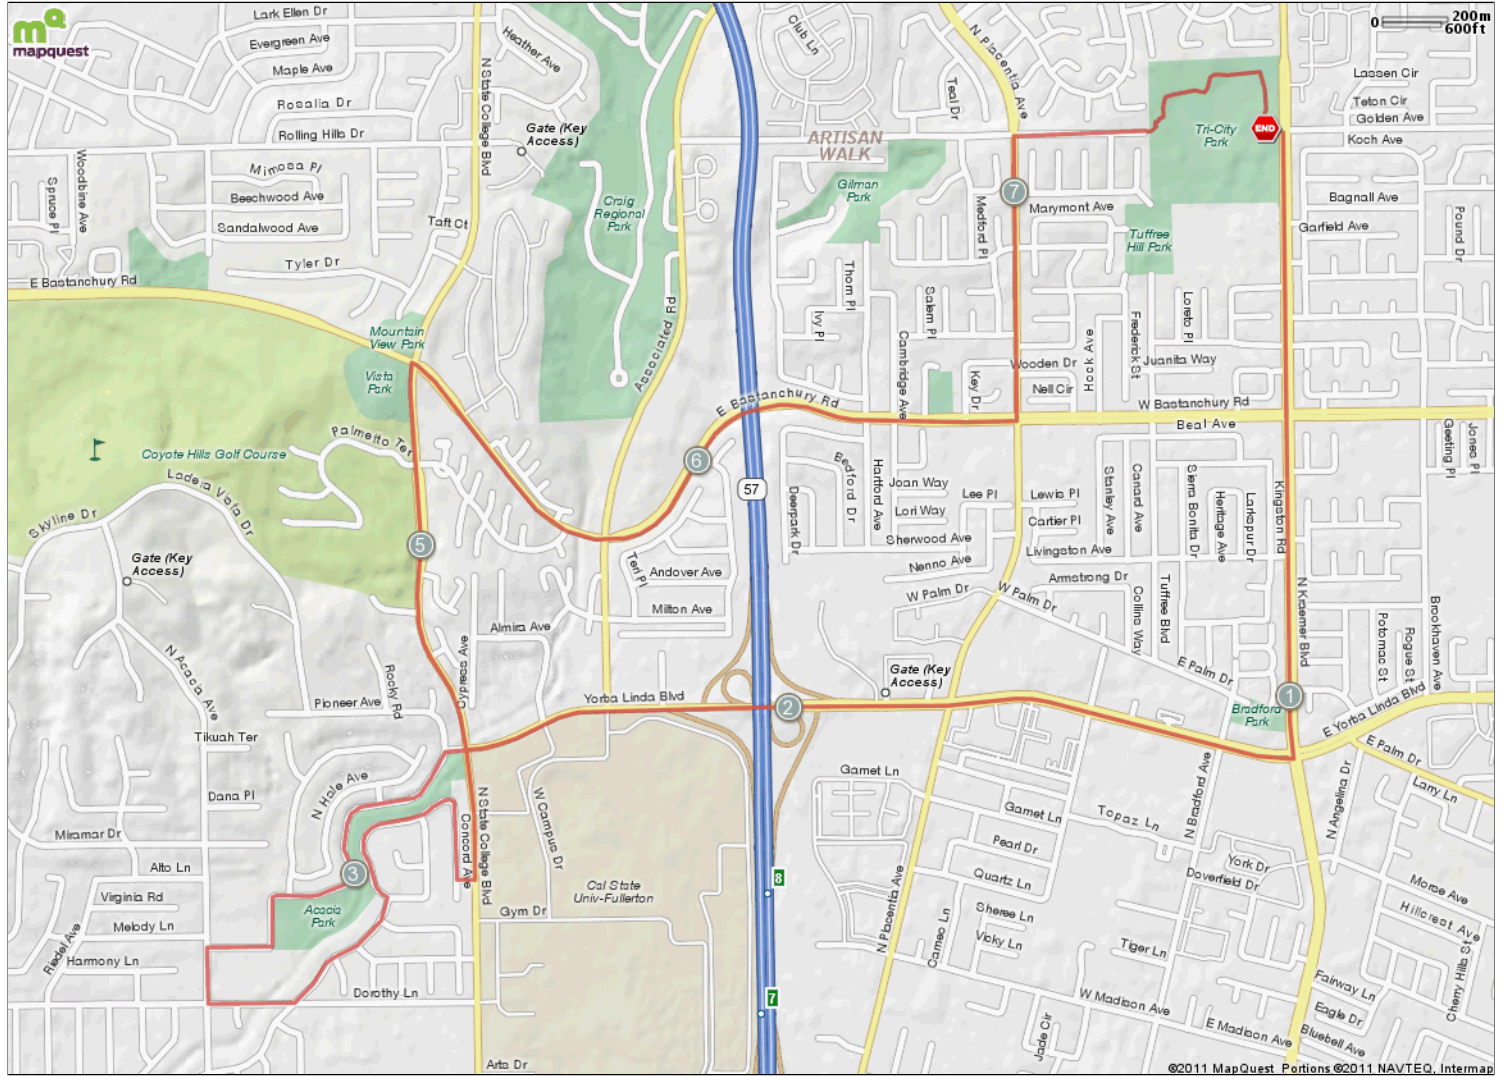 mapquest
Lark Ellen Dr
Evergreen Ave
Maple Ave
Rosalia Dr
Rolling Hills Dr
Mimosa Pl
Beechwood Ave
Sandalwood Ave
Tyler Dr
Woodbine Ave
Spruce Pl
E Bastanchury Rd
Heather Ave
N State College Blvd
Gate (Key
Access)
Taft Ct
Craig
Regional
Park
Associated Rd
Club Ln
ARTISAN
WALK
Gilman
Park
Teal Dr
N Placentia Ave
0
200m
600ft
Lassen Cir
Teton Cir
Golden Ave
Koch Ave
Tri-City
Park
END
Bagnall Ave
Garfield Ave
Pound Dr
7
Marymont Ave
Medford Pl
Tuffree
Hill Park
Thom Pl
Ivy Pl
Salem Pl
Cambridge Ave
Key Dr
Wooden Dr
Nell Cir
Hock Ave
Frederick St
Loreto Pl
Juanita Way
W Bastanchury Rd
Beal Ave
Mountain
View Park
Vista
Park
Palmetto Ter
Coyote Hills Golf Course
Ladera Vista Dr
Skyline Dr
E Bastanchury Rd
6
57
Bedford Dr
Deerpark Dr
Hartford Ave
Joan Way
Lori Way
Lee Pl
Sherwood Ave
Nenno Ave
W Palm Dr
Lewis Pl
Cartier Pl
Livingston Ave
Armstrong Dr
W Palm Dr
Stanley Ave
Canard Ave
Sierra Bonita Dr
Heritage Ave
Larkspur Dr
Kingston Rd
Geeting Pl
Jones Pl
5
Gate (Key
Access)
Teri Pl
Andover Ave
Milton Ave
Almira Ave
Cypress Ave
Rocky Rd
Pioneer Ave
N Acacia Ave
Tikuah Ter
Yorba Linda Blvd
2
Gate (Key
Access)
Collins Way
Tuffree Blvd
E Palm Dr
Bradford
Park
1
N Kraemer Blvd
Potomac St
Rogue St
Brookhaven Ave
E Yorba Linda Blvd
E Palm Dr
Larry Ln
N Angelina Dr
N Hale Ave
Dana Pl
Miramar Dr
Alto Ln
Virginia Rd
Melody Ln
Harmony Ln
Riedel Ave
3
Acacia
Park
Concord Ave
N State College Blvd
W Campus Dr
Cal State
Univ-Fullerton
Gym Dr
Dorothy Ln
Arts Dr
8
7
Garnet Ln
Garnet Ln
Topaz Ln
Pearl Dr
Quartz Ln
Sheree Ln
Vicky Ln
Cameo Ln
N Placentia Ave
N Bradford Ave
York Dr
Doverfield Dr
Tiger Ln
W Madison Ave
Jade Cir
E Madison Ave
Morse Ave
Hillcrest Ave
Cherry Hills St
Fairway Ln
Eagle Dr
Bluebell Ave
©2011 MapQuest Portions ©2011 NAVTEQ, Intermap